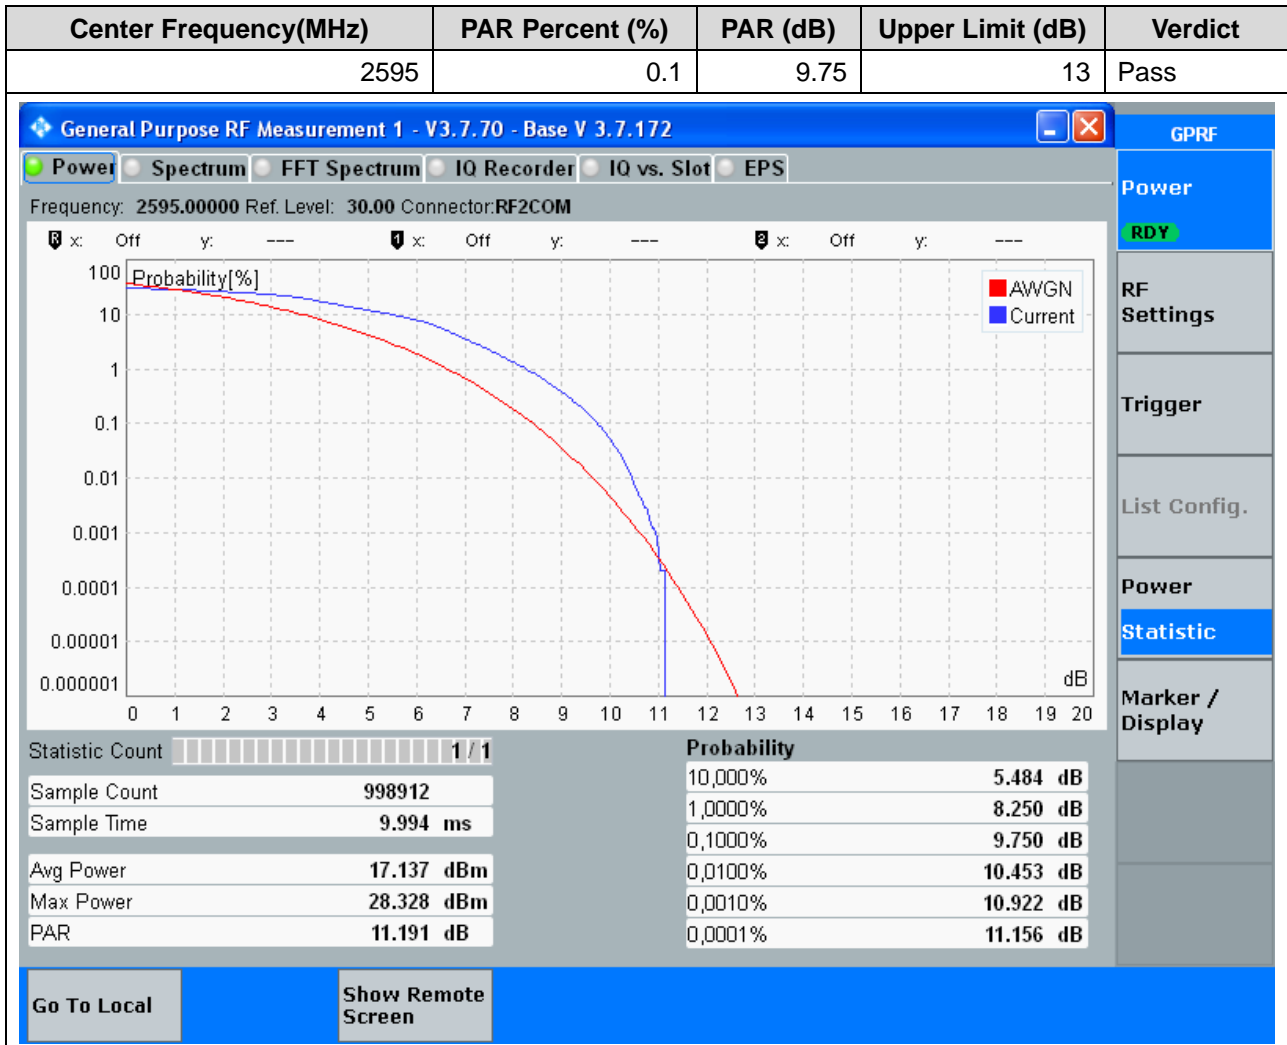 Center Frequency(MHz) PAR Percent (%) PAR (dB) Upper Limit (dB) Verdict
2595 0.1 9.75 13 Pass
General Purpose RF Measurement 1 - V3.7.70 - Base V 3.7.172
GPRF
Power Spectrum FFT Spectrum IQ Recorder IQ vs. Slot EPS
Power
RDY
Frequency: 2595.00000 Ref. Level: 30.00 Connector:RF2COM
R x: Off y: --- 1 x: Off y: --- 2 x: Off y: ---
Probability[%]
AWGN
Current
100
10
1
0.1
0.01
0.001
0.0001
0.00001
0.000001
dB
0 1 2 3 4 5 6 7 8 9 10 11 12 13 14 15 16 17 18 19 20
RF
Settings
Trigger
List Config.
Power
Statistic
Marker /
Display
Statistic Count 1 / 1
Sample Count 998912
Sample Time 9.994 ms
Avg Power 17.137 dBm
Max Power 28.328 dBm
PAR 11.191 dB
Probability
10,000% 5.484 dB
1,0000% 8.250 dB
0,1000% 9.750 dB
0,0100% 10.453 dB
0,0010% 10.922 dB
0,0001% 11.156 dB
Go To Local
Show Remote
Screen